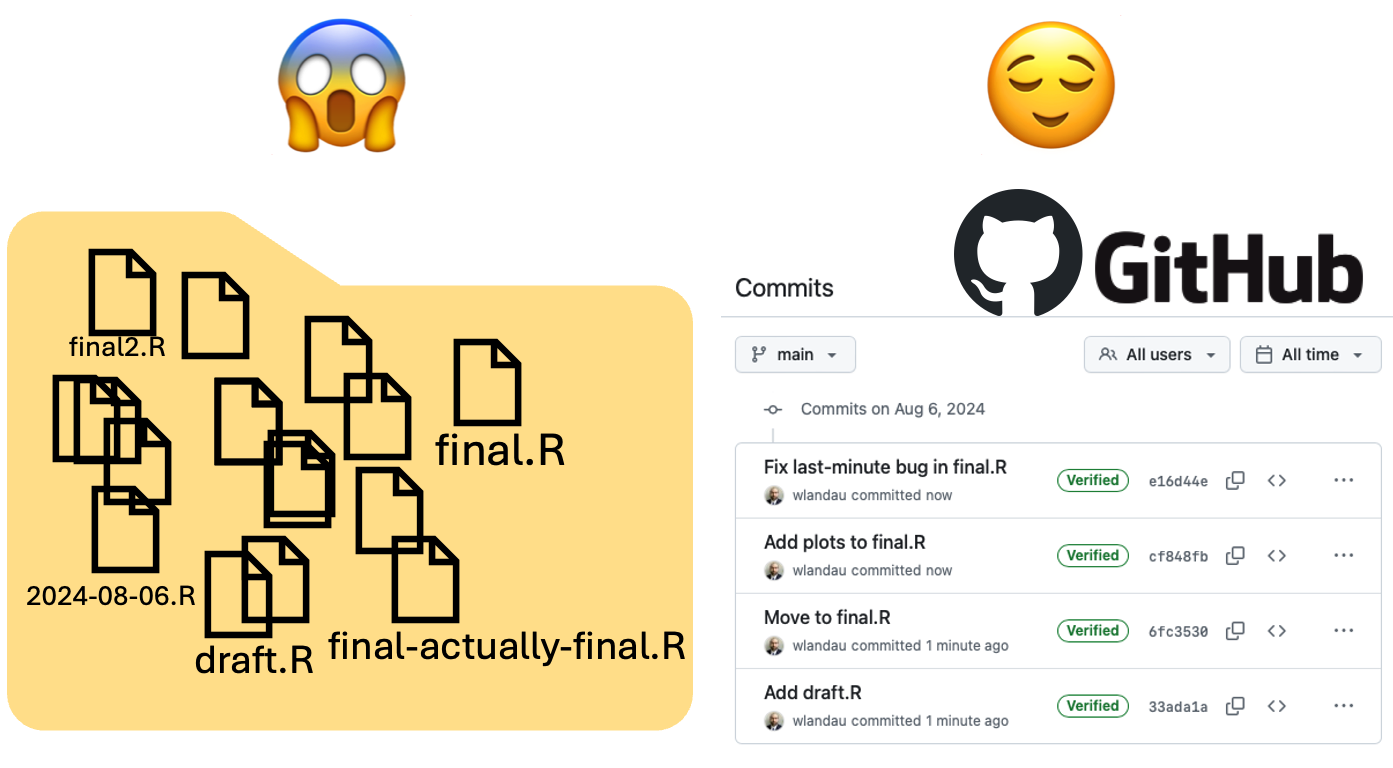 final2.R
final.R
2024-08-06.R
draft.R
final-actually-final.R
GitHub
Commits
main
All users
All time
Commits on Aug 6, 2024
Fix last-minute bug in final.R
Verified
e16d44e
wlandau committed now
Add plots to final.R
Verified
cf848fb
wlandau committed now
Move to final.R
Verified
6fc3530
wlandau committed 1 minute ago
Add draft.R
Verified
33ada1a
wlandau committed 1 minute ago